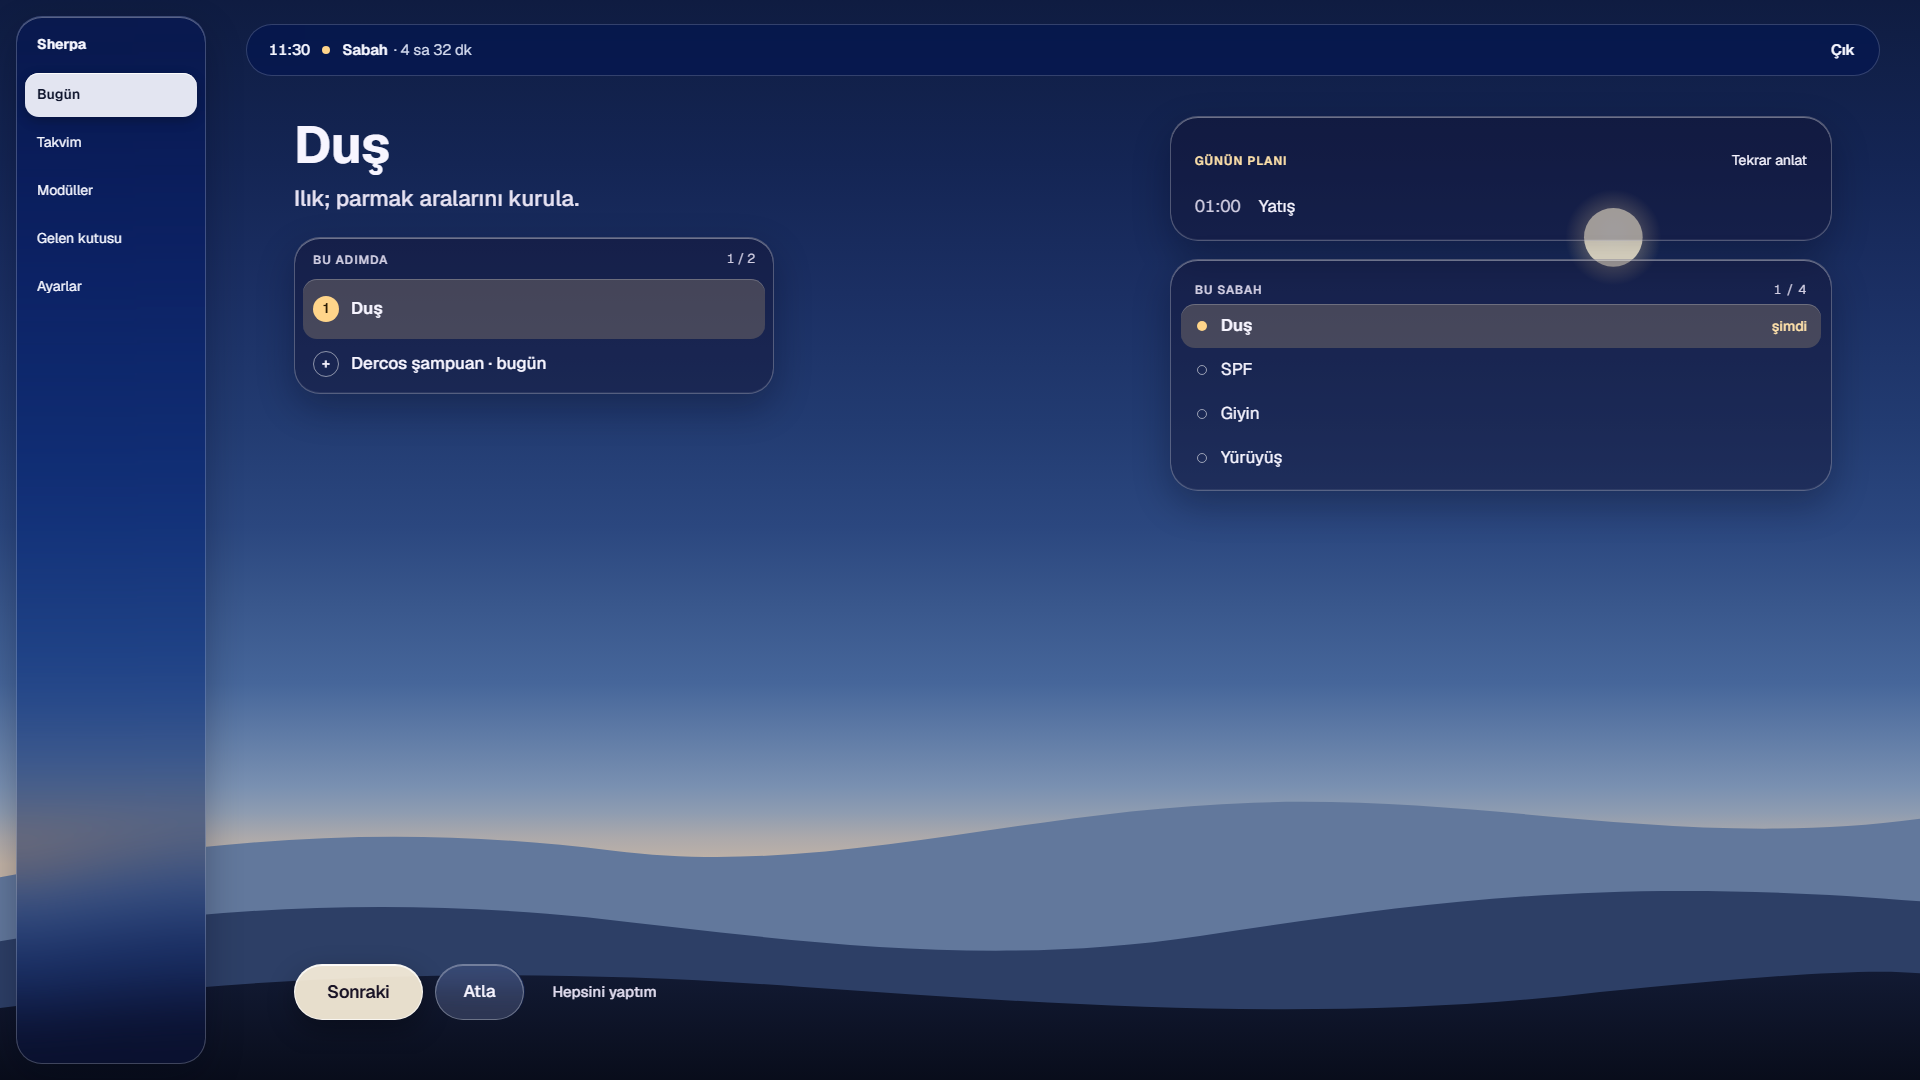 Sherpa
Bugün
Takvim
Modüller
Gelen kutusu
Ayarlar
11:30 Sabah · 4 sa 32 dk
Çık
Duş
Ilık; parmak aralarını kurula.
BU ADIMDA 1 / 2
1 Duş
+ Dercos şampuan · bugün
GÜNÜN PLANI Tekrar anlat
01:00 Yatış
BU SABAH 1 / 4
Duş şimdi
SPF
Giyin
Yürüyüş
Sonraki Atla Hepsini yaptım